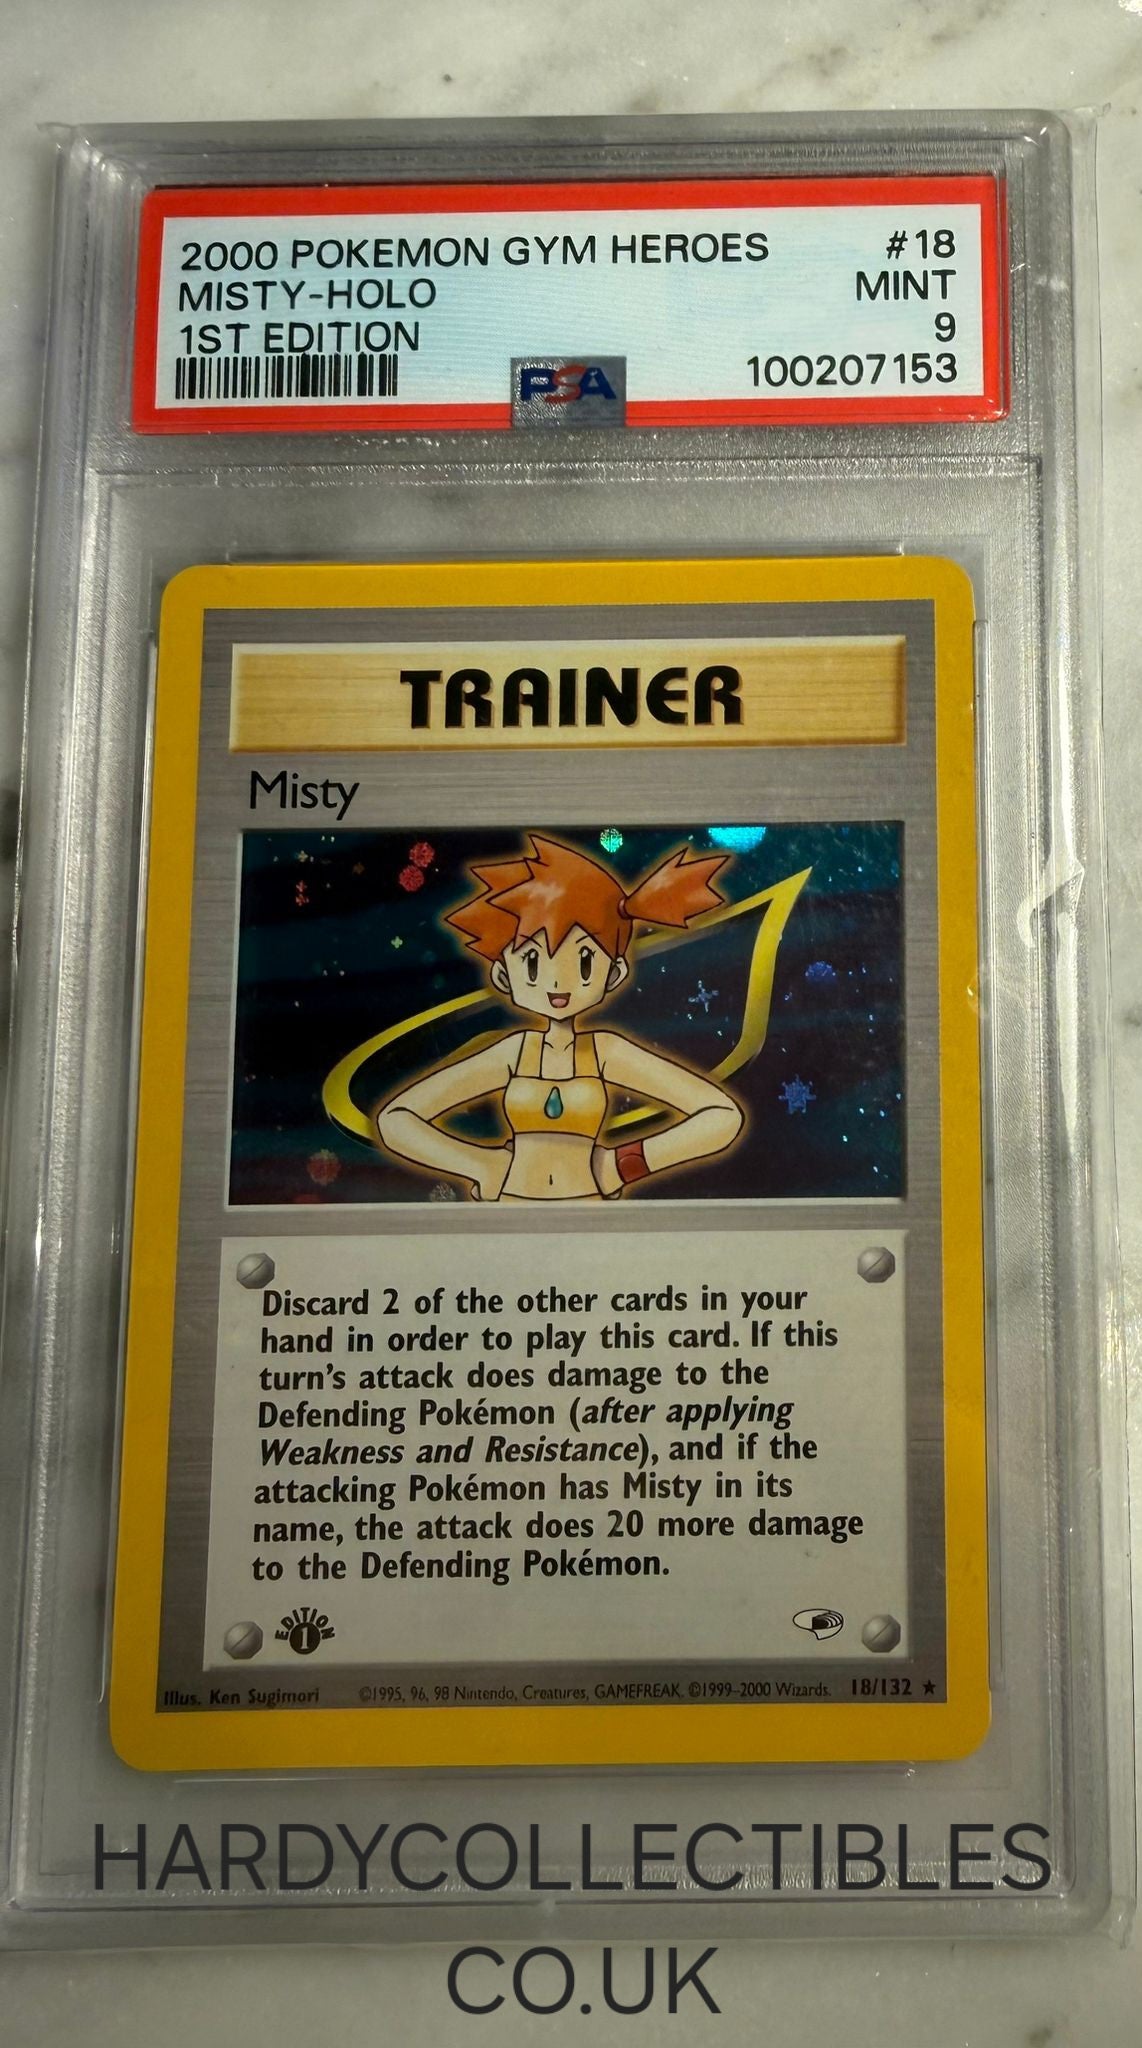 2000 POKEMON GYM HEROES #18
MISTY-HOLO MINT
1ST EDITION 9
PSA 100207153
TRAINER
Misty
Discard 2 of the other cards in your
hand in order to play this card. If this
turn's attack does damage to the
Defending Pokémon (after applying
Weakness and Resistance), and if the
attacking Pokémon has Misty in its
name, the attack does 20 more damage
to the Defending Pokémon.
EDITION
1
Illus. Ken Sugimori ©1995, 96, 98 Nintendo, Creatures, GAMEFREAK. ©1999–2000 Wizards. 18/132 ★
HARDYCOLLECTIBLES
CO.UK